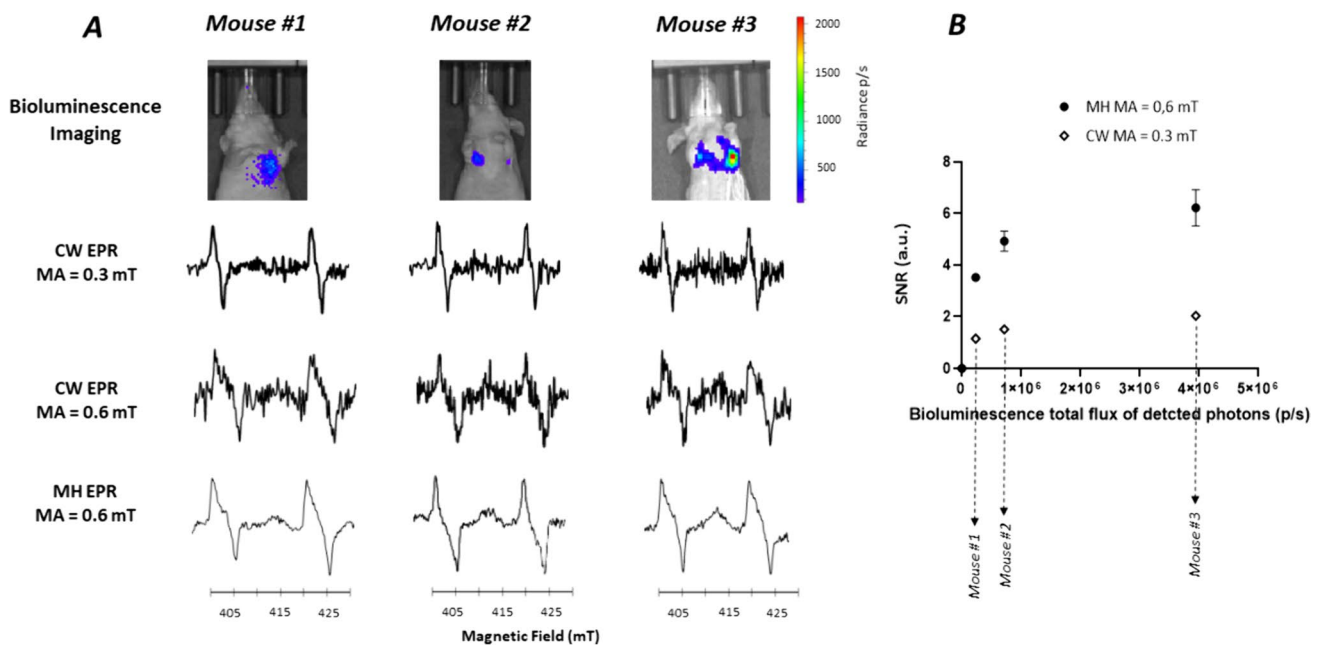 A
Mouse #1
Mouse #2
Mouse #3
Bioluminescence
Imaging
2000
1500
1000
500
Radiance p/s
CW EPR
MA = 0.3 mT
CW EPR
MA = 0.6 mT
MH EPR
MA = 0.6 mT
405 415 425
405 415 425
405 415 425
Magnetic Field (mT)
B
MH MA = 0,6 mT
CW MA = 0.3 mT
8
6
4
2
0
SNR (a.u.)
0 1×10⁶ 2×10⁶ 3×10⁶ 4×10⁶ 5×10⁶
Bioluminescence total flux of detcted photons (p/s)
Mouse #1
Mouse #2
Mouse #3